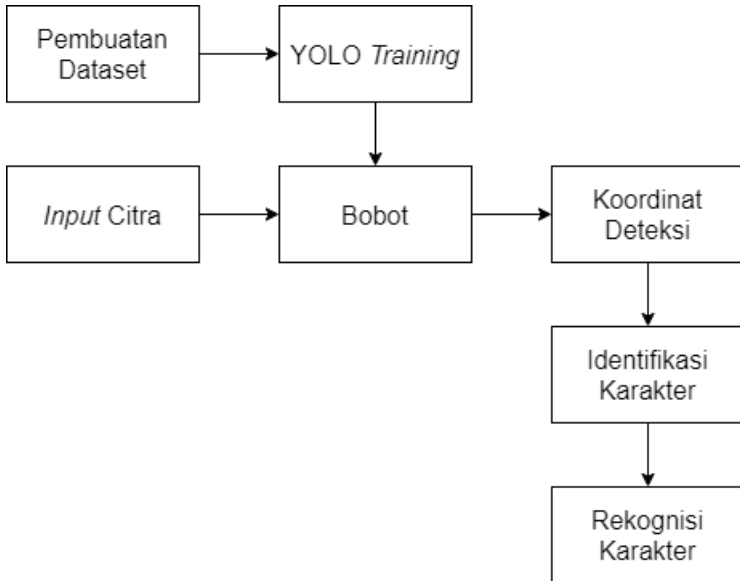 Pembuatan
Dataset
YOLO Training
Input Citra
Bobot
Koordinat
Deteksi
Identifikasi
Karakter
Rekognisi
Karakter